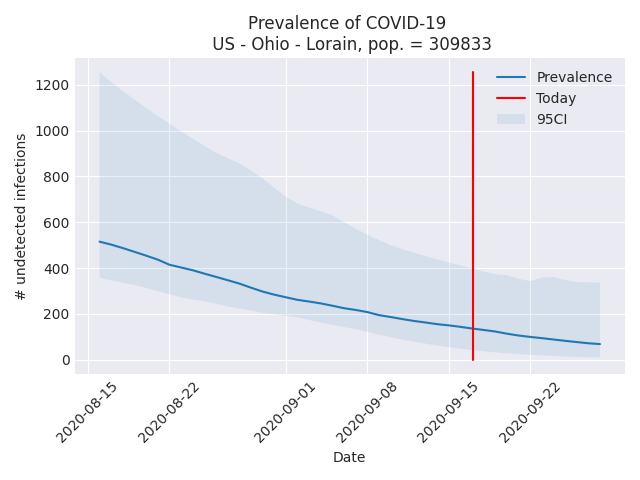 Prevalence of COVID-19
US - Ohio - Lorain, pop. = 309833
Prevalence
Today
95CI
1200
1000
800
600
400
200
0
# undetected infections
2020-08-15
2020-08-22
2020-09-01
2020-09-08
2020-09-15
2020-09-22
Date